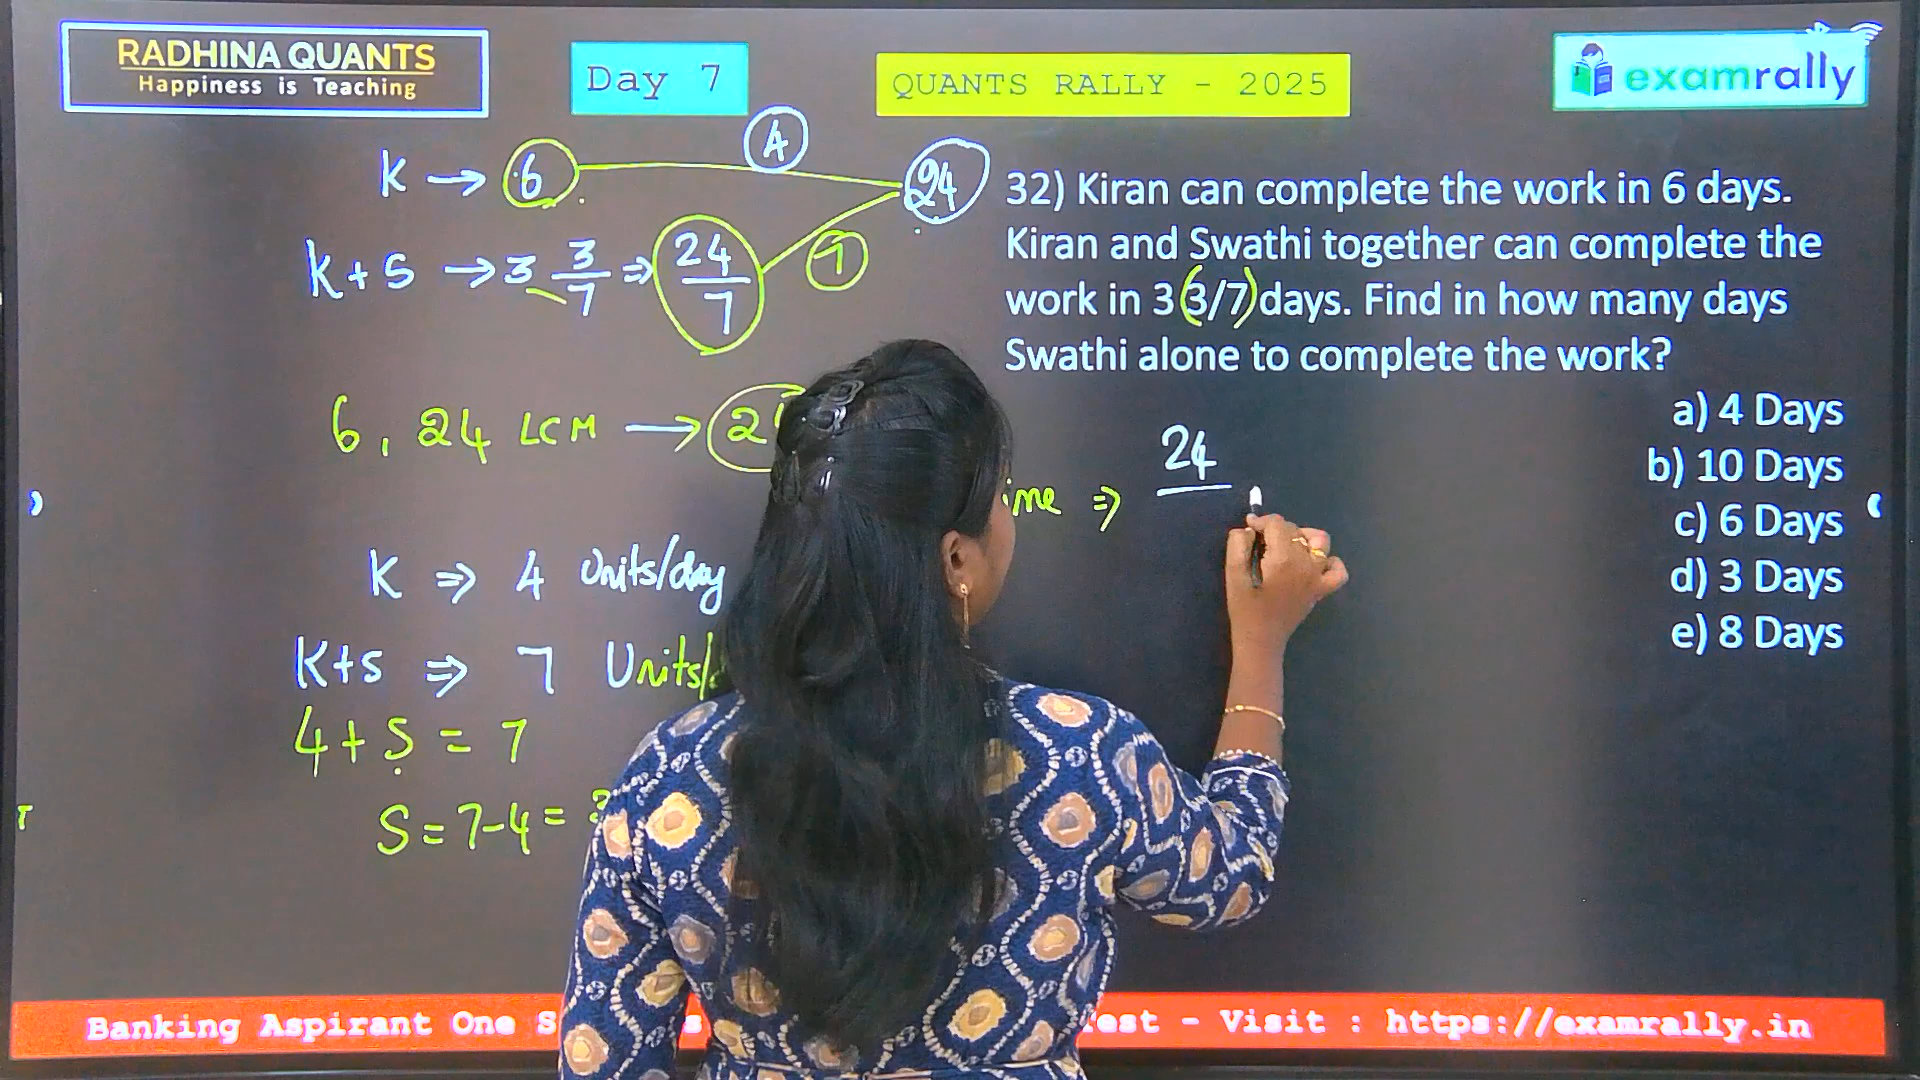 RADHINA QUANTS
Happiness is Teaching
Day 7
QUANTS RALLY - 2025
examrally
K → 6 4 24
K + S → 3 3/7 ⇒ 24/7 7
6, 24 LCM →
K ⇒ 4 Units/day
K+S ⇒ 7 Units/
4 + S = 7
S = 7-4 =
32) Kiran can complete the work in 6 days.
Kiran and Swathi together can complete the
work in 3 (3/7) days. Find in how many days
Swathi alone to complete the work?
a) 4 Days
b) 10 Days
c) 6 Days
d) 3 Days
e) 8 Days
⇒ 24
Banking Aspirant One - Visit : https://examrally.in